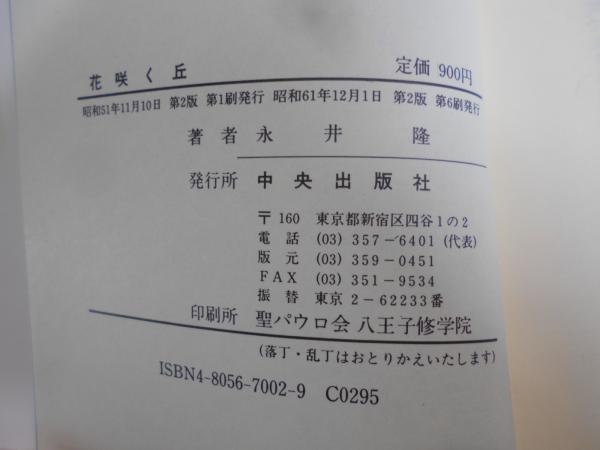 花咲く丘 定価 900円
昭和51年11月10日 第2版 第1刷発行 昭和61年12月1日 第2版 第6刷発行
著者 永井 隆
発行所 中央出版社
〒160 東京都新宿区四谷1の2
電話 (03) 357-6401 (代表)
版元 (03) 359-0451
FAX (03) 351-9534
振替 東京 2-62233番
印刷所 聖パウロ会 八王子修学院
(落丁・乱丁はおとりかえいたします)
ISBN4-8056-7002-9 C0295